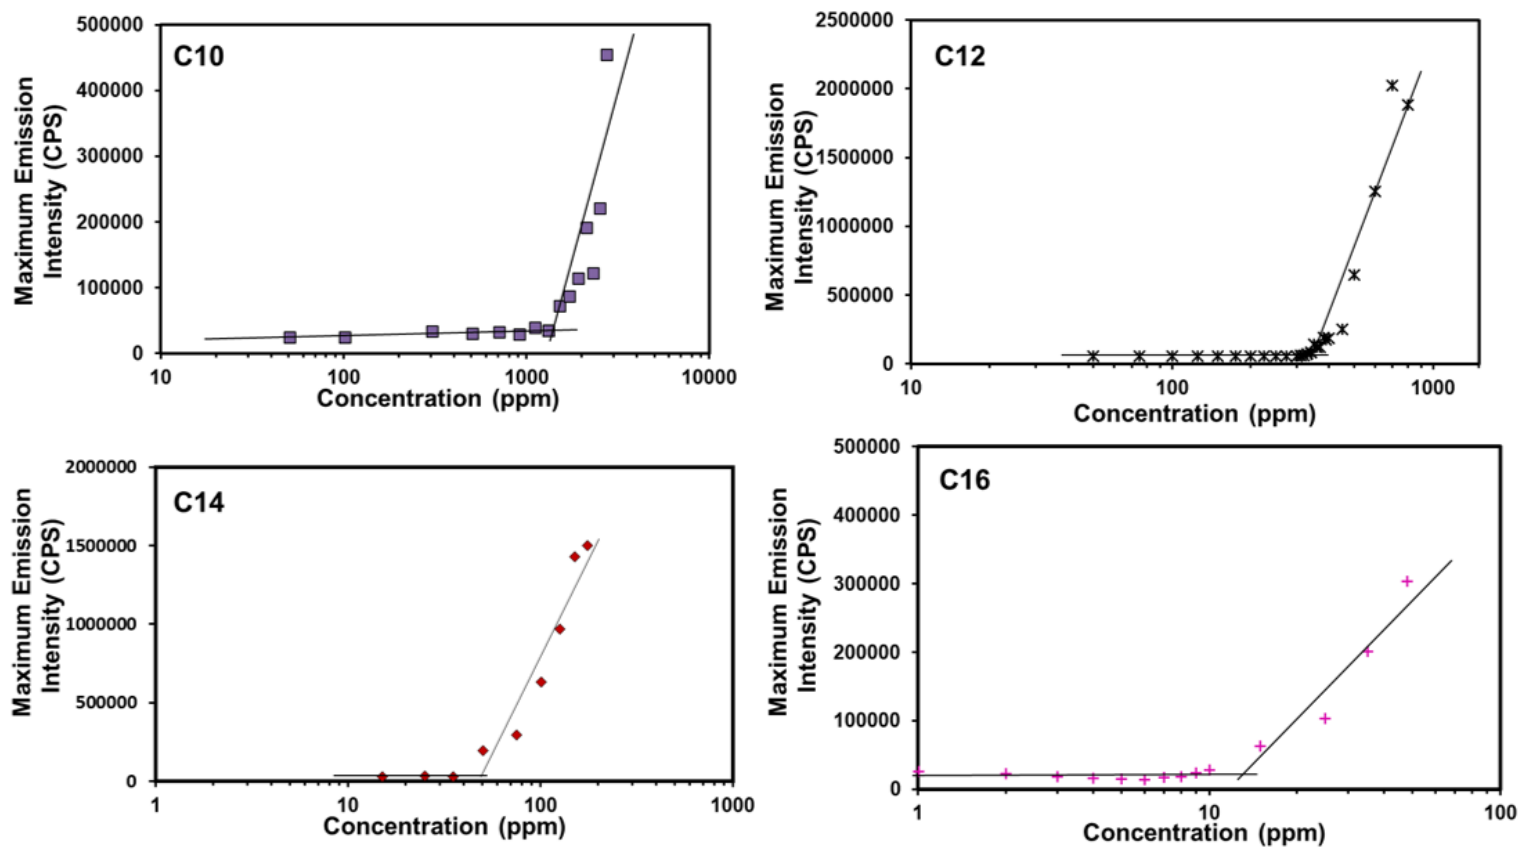 C10
Maximum Emission
Intensity (CPS)
500000
400000
300000
200000
100000
0
10 100 1000 10000
Concentration (ppm)
C12
Maximum Emission
Intensity (CPS)
2500000
2000000
1500000
1000000
500000
0
10 100 1000
Concentration (ppm)
C14
Maximum Emission
Intensity (CPS)
2000000
1500000
1000000
500000
0
1 10 100 1000
Concentration (ppm)
C16
Maximum Emission
Intensity (CPS)
500000
400000
300000
200000
100000
0
1 10 100
Concentration (ppm)